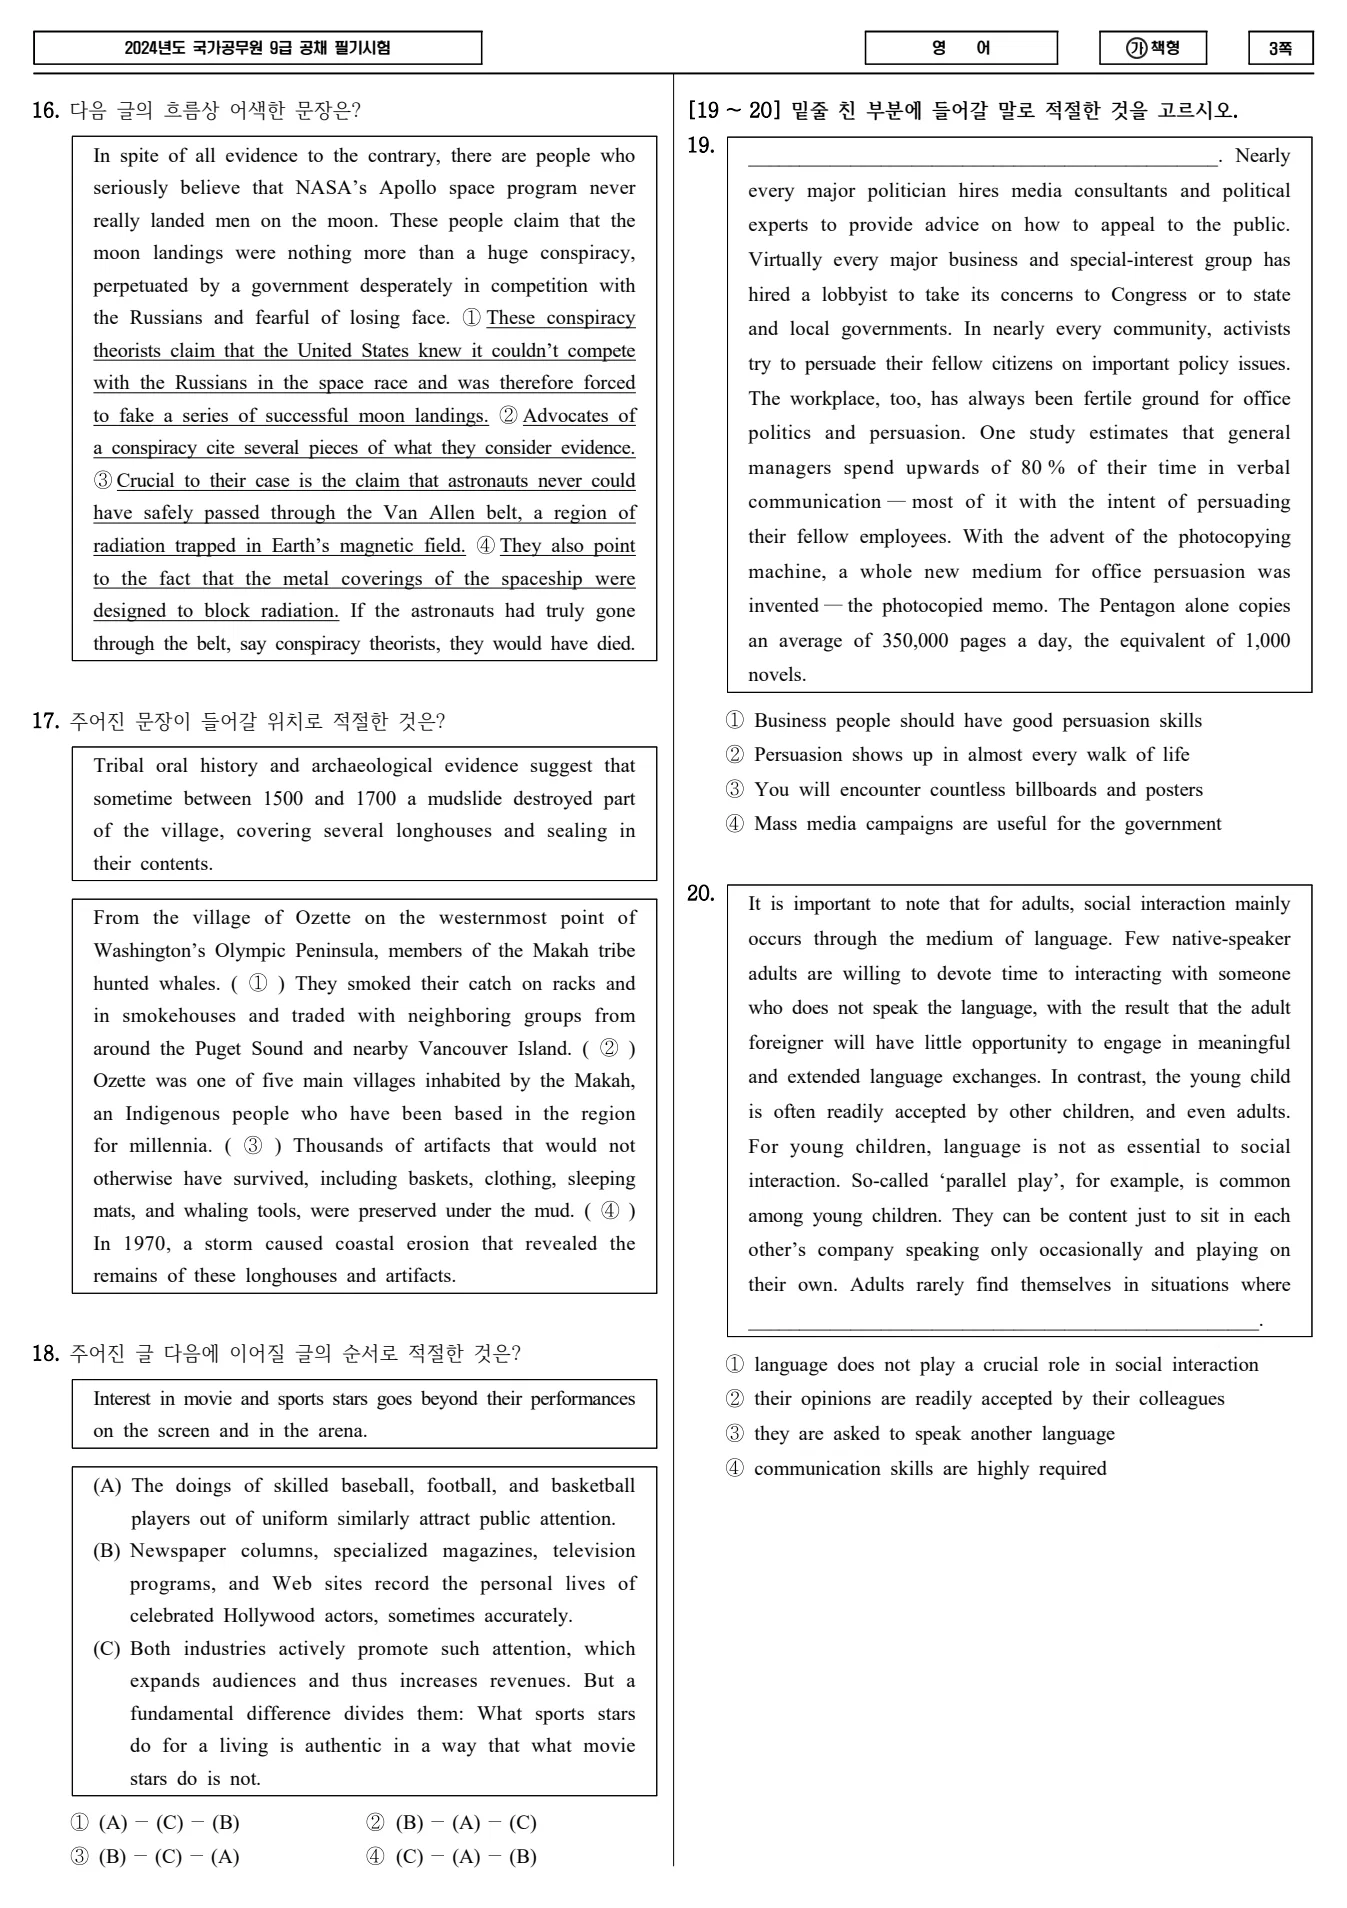 2024년도 국가공무원 9급 공채 필기시험
영 어
㉮ 책형
3쪽
16. 다음 글의 흐름상 어색한 문장은?
In spite of all evidence to the contrary, there are people who
seriously believe that NASA's Apollo space program never
really landed men on the moon. These people claim that the
moon landings were nothing more than a huge conspiracy,
perpetuated by a government desperately in competition with
the Russians and fearful of losing face. ① These conspiracy
theorists claim that the United States knew it couldn't compete
with the Russians in the space race and was therefore forced
to fake a series of successful moon landings. ② Advocates of
a conspiracy cite several pieces of what they consider evidence.
③ Crucial to their case is the claim that astronauts never could
have safely passed through the Van Allen belt, a region of
radiation trapped in Earth's magnetic field. ④ They also point
to the fact that the metal coverings of the spaceship were
designed to block radiation. If the astronauts had truly gone
through the belt, say conspiracy theorists, they would have died.
17. 주어진 문장이 들어갈 위치로 적절한 것은?
Tribal oral history and archaeological evidence suggest that
sometime between 1500 and 1700 a mudslide destroyed part
of the village, covering several longhouses and sealing in
their contents.
From the village of Ozette on the westernmost point of
Washington's Olympic Peninsula, members of the Makah tribe
hunted whales. ( ① ) They smoked their catch on racks and
in smokehouses and traded with neighboring groups from
around the Puget Sound and nearby Vancouver Island. ( ② )
Ozette was one of five main villages inhabited by the Makah,
an Indigenous people who have been based in the region
for millennia. ( ③ ) Thousands of artifacts that would not
otherwise have survived, including baskets, clothing, sleeping
mats, and whaling tools, were preserved under the mud. ( ④ )
In 1970, a storm caused coastal erosion that revealed the
remains of these longhouses and artifacts.
18. 주어진 글 다음에 이어질 글의 순서로 적절한 것은?
Interest in movie and sports stars goes beyond their performances
on the screen and in the arena.
(A) The doings of skilled baseball, football, and basketball
players out of uniform similarly attract public attention.
(B) Newspaper columns, specialized magazines, television
programs, and Web sites record the personal lives of
celebrated Hollywood actors, sometimes accurately.
(C) Both industries actively promote such attention, which
expands audiences and thus increases revenues. But a
fundamental difference divides them: What sports stars
do for a living is authentic in a way that what movie
stars do is not.
① (A) － (C) － (B) ② (B) － (A) － (C)
③ (B) － (C) － (A) ④ (C) － (A) － (B)
[19 ~ 20] 밑줄 친 부분에 들어갈 말로 적절한 것을 고르시오.
19.
. Nearly
every major politician hires media consultants and political
experts to provide advice on how to appeal to the public.
Virtually every major business and special-interest group has
hired a lobbyist to take its concerns to Congress or to state
and local governments. In nearly every community, activists
try to persuade their fellow citizens on important policy issues.
The workplace, too, has always been fertile ground for office
politics and persuasion. One study estimates that general
managers spend upwards of 80 % of their time in verbal
communication — most of it with the intent of persuading
their fellow employees. With the advent of the photocopying
machine, a whole new medium for office persuasion was
invented — the photocopied memo. The Pentagon alone copies
an average of 350,000 pages a day, the equivalent of 1,000
novels.
① Business people should have good persuasion skills
② Persuasion shows up in almost every walk of life
③ You will encounter countless billboards and posters
④ Mass media campaigns are useful for the government
20.
It is important to note that for adults, social interaction mainly
occurs through the medium of language. Few native-speaker
adults are willing to devote time to interacting with someone
who does not speak the language, with the result that the adult
foreigner will have little opportunity to engage in meaningful
and extended language exchanges. In contrast, the young child
is often readily accepted by other children, and even adults.
For young children, language is not as essential to social
interaction. So-called 'parallel play', for example, is common
among young children. They can be content just to sit in each
other's company speaking only occasionally and playing on
their own. Adults rarely find themselves in situations where
.
① language does not play a crucial role in social interaction
② their opinions are readily accepted by their colleagues
③ they are asked to speak another language
④ communication skills are highly required